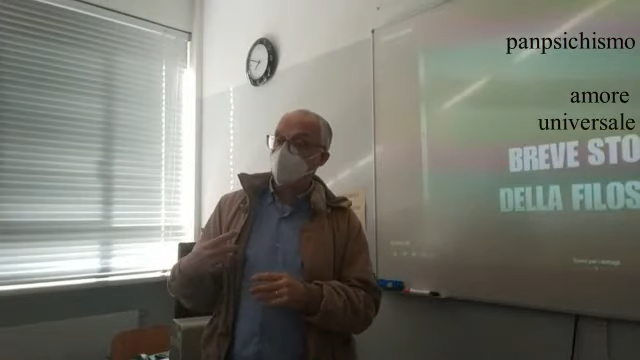 panpsichismo
amore
universale
BREVE STO
DELLA FILOS